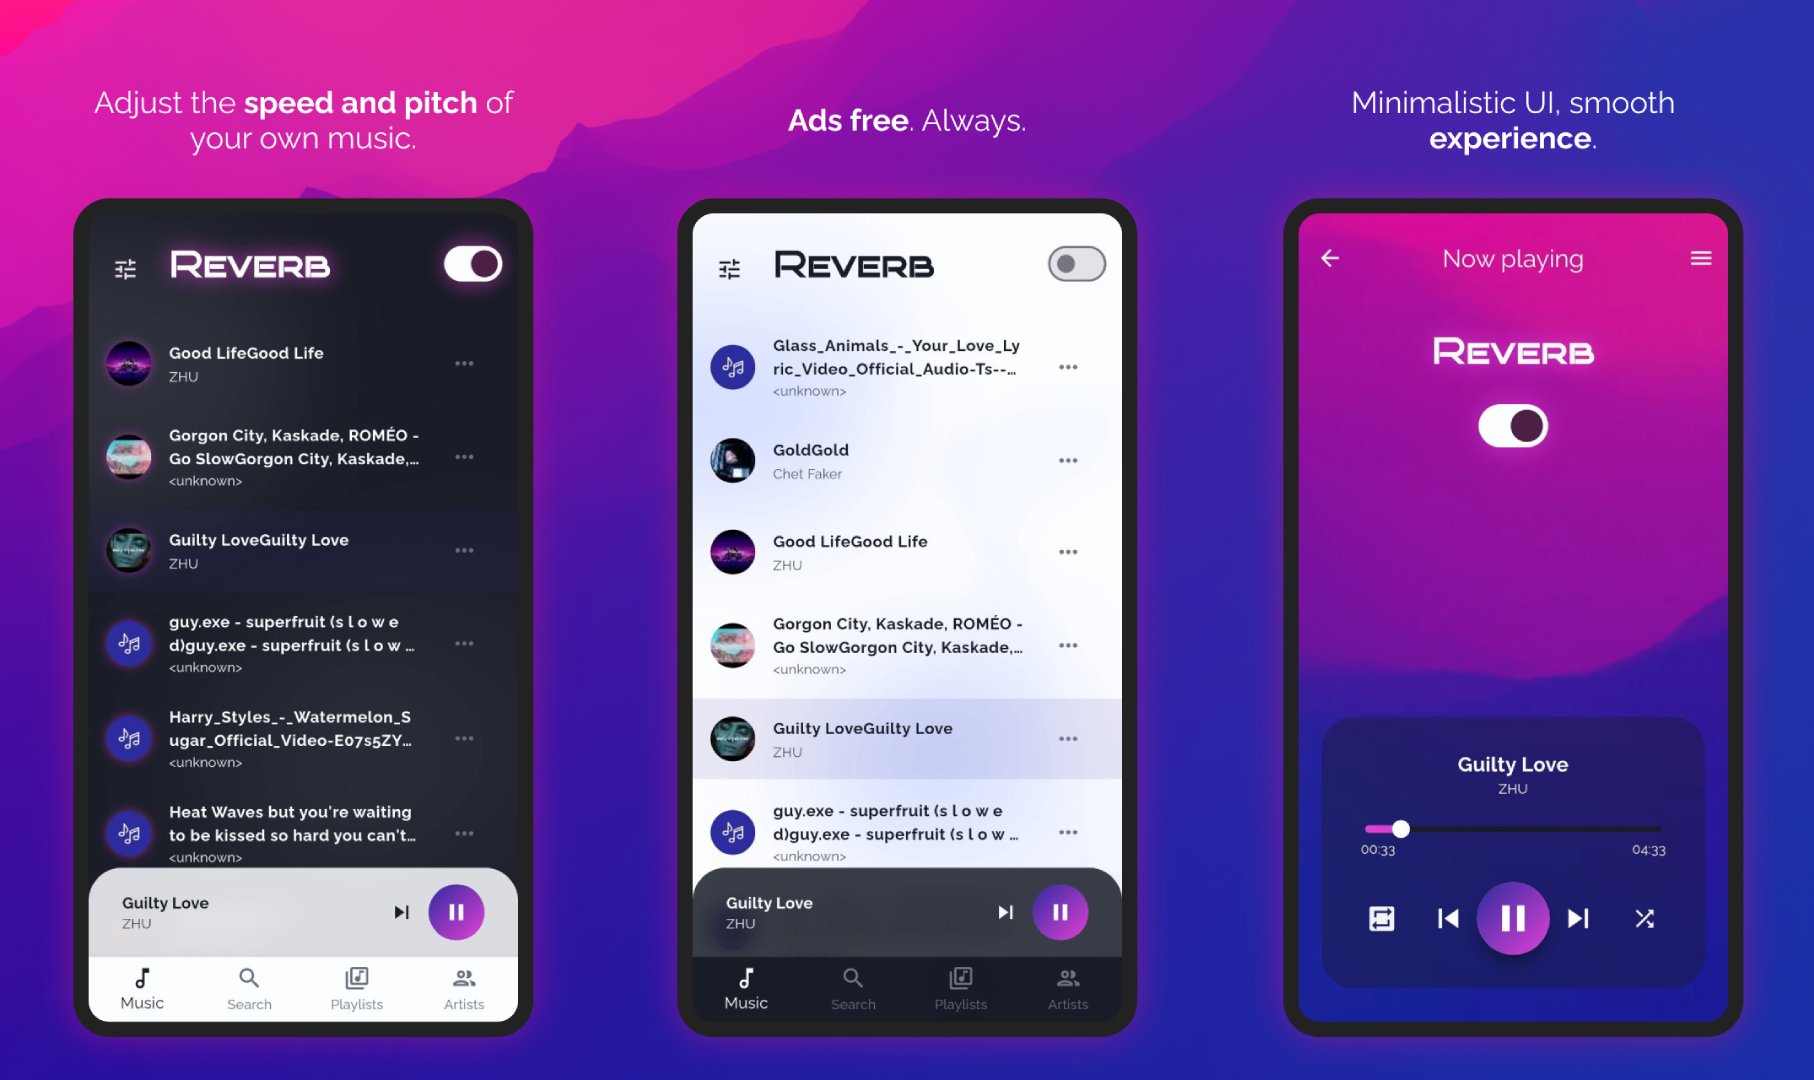 Adjust the speed and pitch of
your own music.
REVERB
Good LifeGood Life
ZHU
Gorgon City, Kaskade, ROMÉO -
Go SlowGorgon City, Kaskade,...
<unknown>
Guilty LoveGuilty Love
ZHU
guy.exe - superfruit (s l o w e
d)guy.exe - superfruit (s l o w ...
<unknown>
Harry_Styles_-_Watermelon_S
ugar_Official_Video-E07s5ZY...
<unknown>
Heat Waves but you're waiting
to be kissed so hard you can't...
<unknown>
Guilty Love
ZHU
Music
Search
Playlists
Artists
Ads free. Always.
REVERB
Glass_Animals_-_Your_Love_Ly
ric_Video_Official_Audio-Ts--...
<unknown>
GoldGold
Chet Faker
Good LifeGood Life
ZHU
Gorgon City, Kaskade, ROMÉO -
Go SlowGorgon City, Kaskade,...
<unknown>
Guilty LoveGuilty Love
ZHU
guy.exe - superfruit (s l o w e
d)guy.exe - superfruit (s l o w ...
<unknown>
Guilty Love
ZHU
Music
Search
Playlists
Artists
Minimalistic UI, smooth
experience.
Now playing
REVERB
Guilty Love
ZHU
00:33
04:33